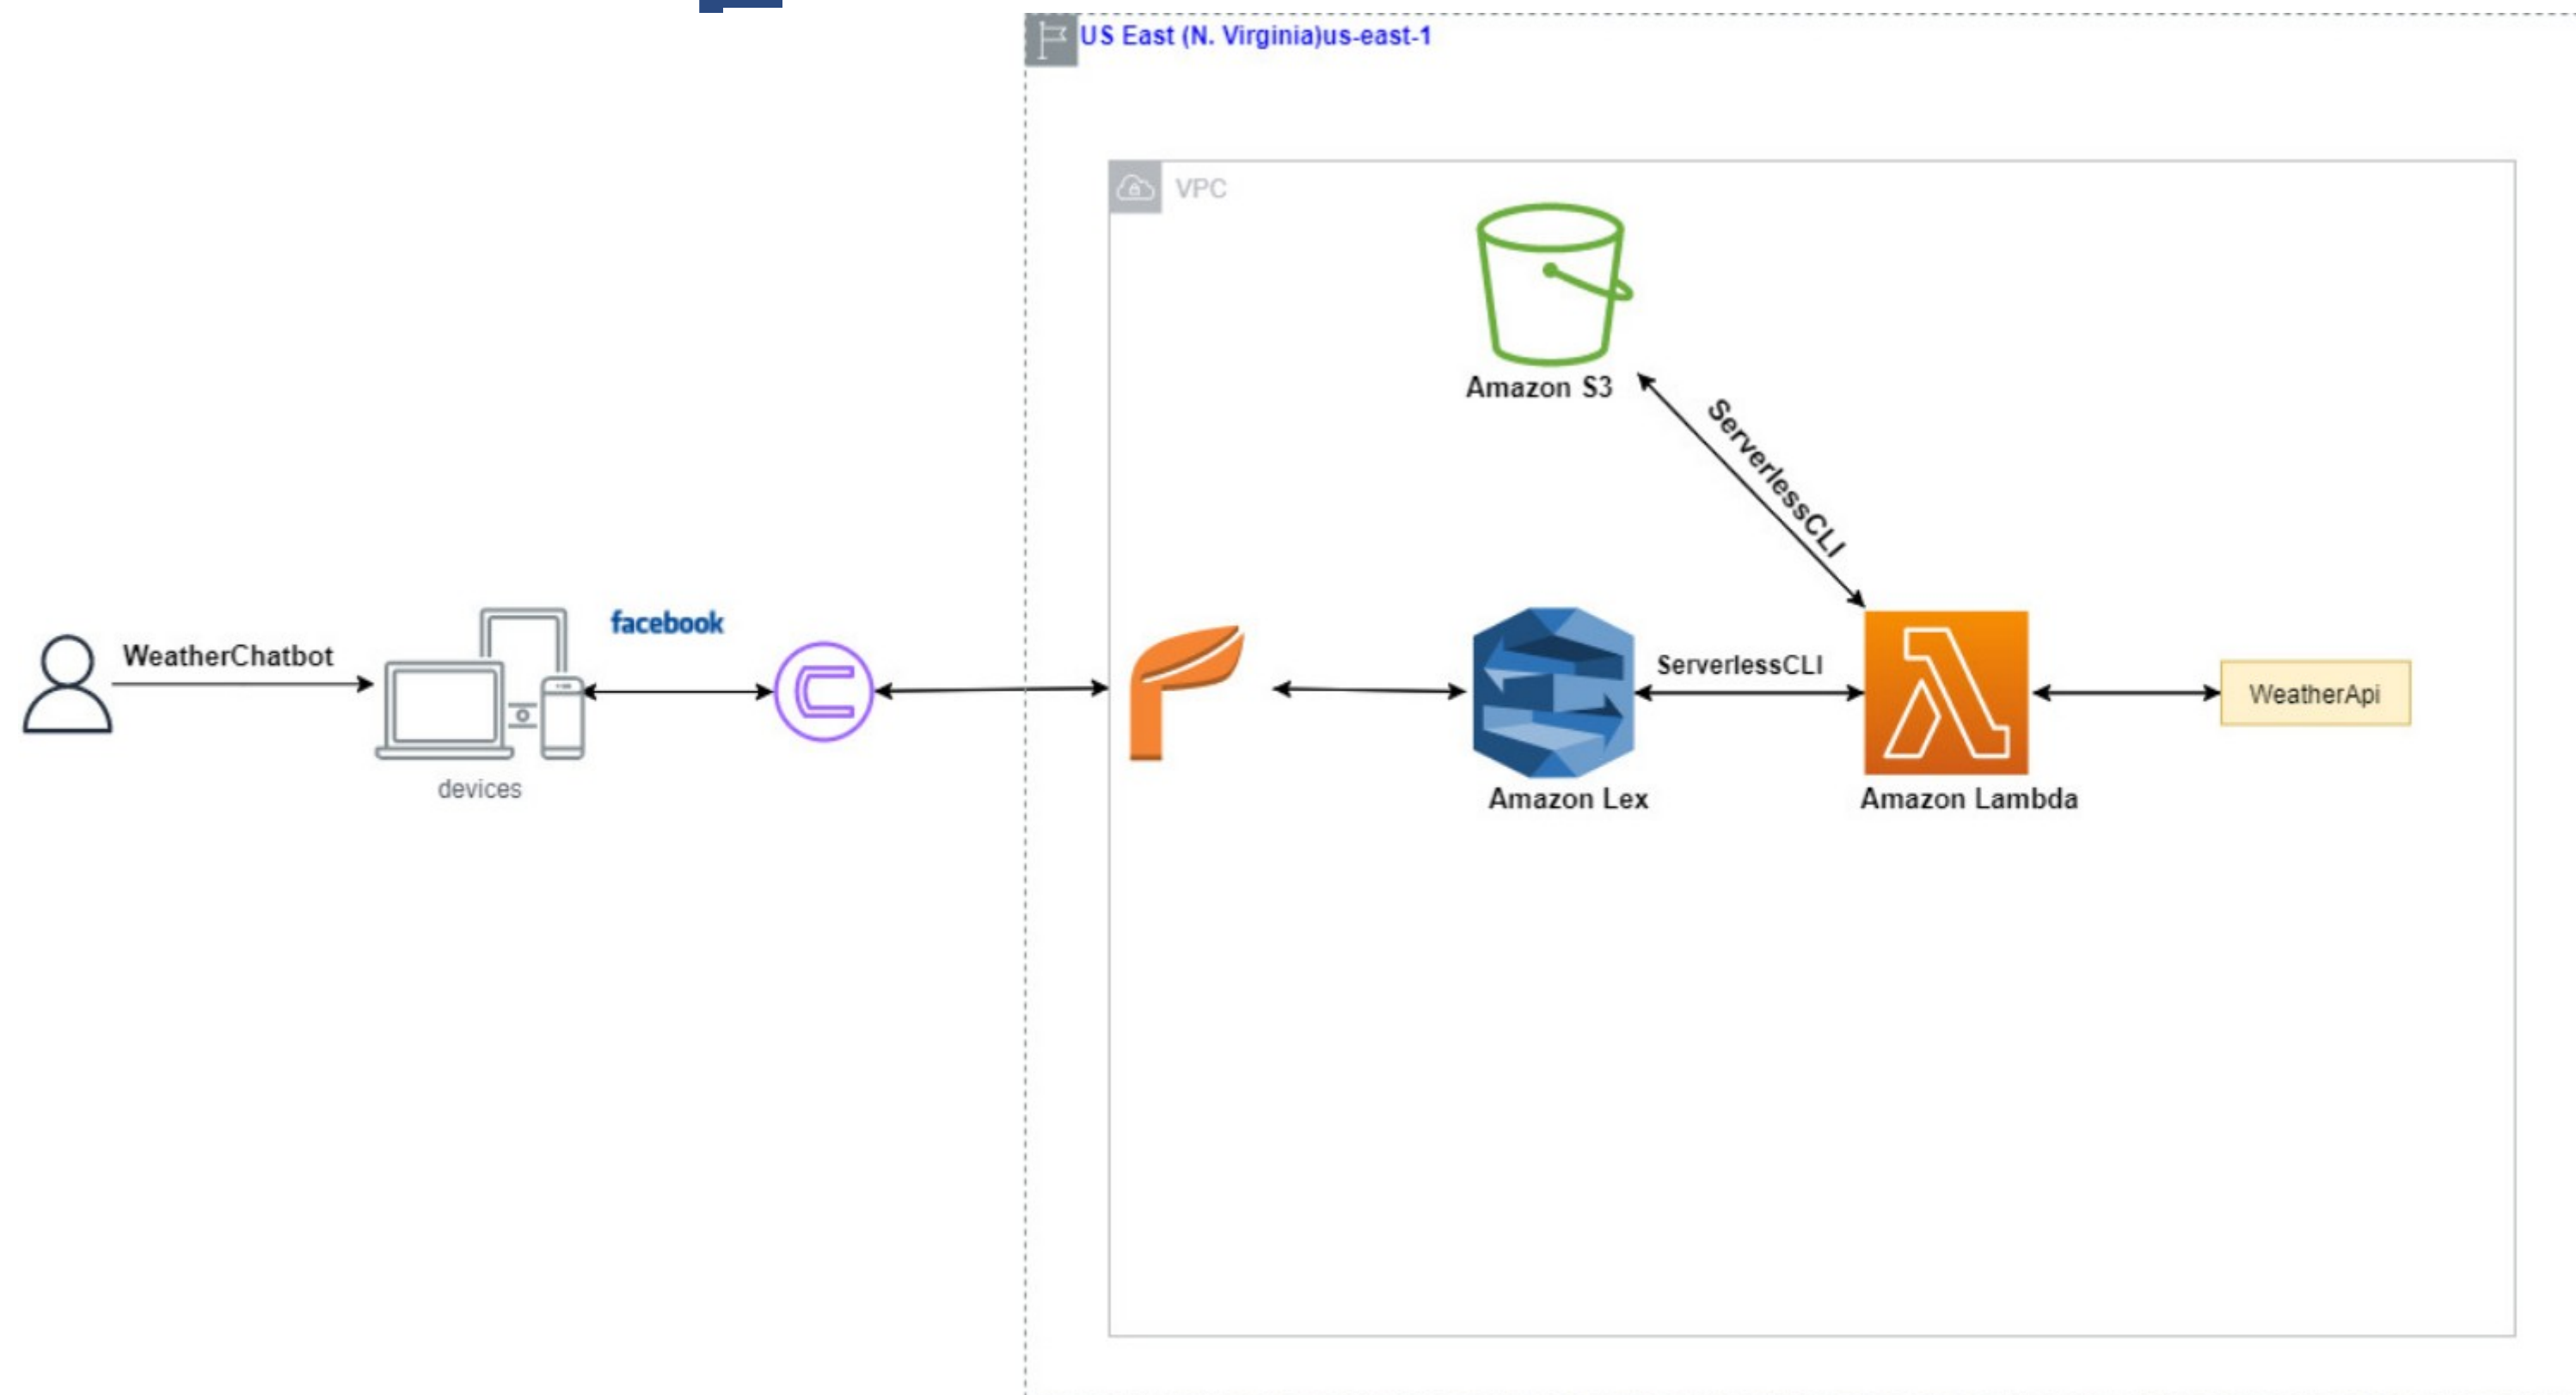 US East (N. Virginia)us-east-1
VPC
Amazon S3
ServerlessCLI
facebook
WeatherChatbot
ServerlessCLI
WeatherApi
devices
Amazon Lex
Amazon Lambda